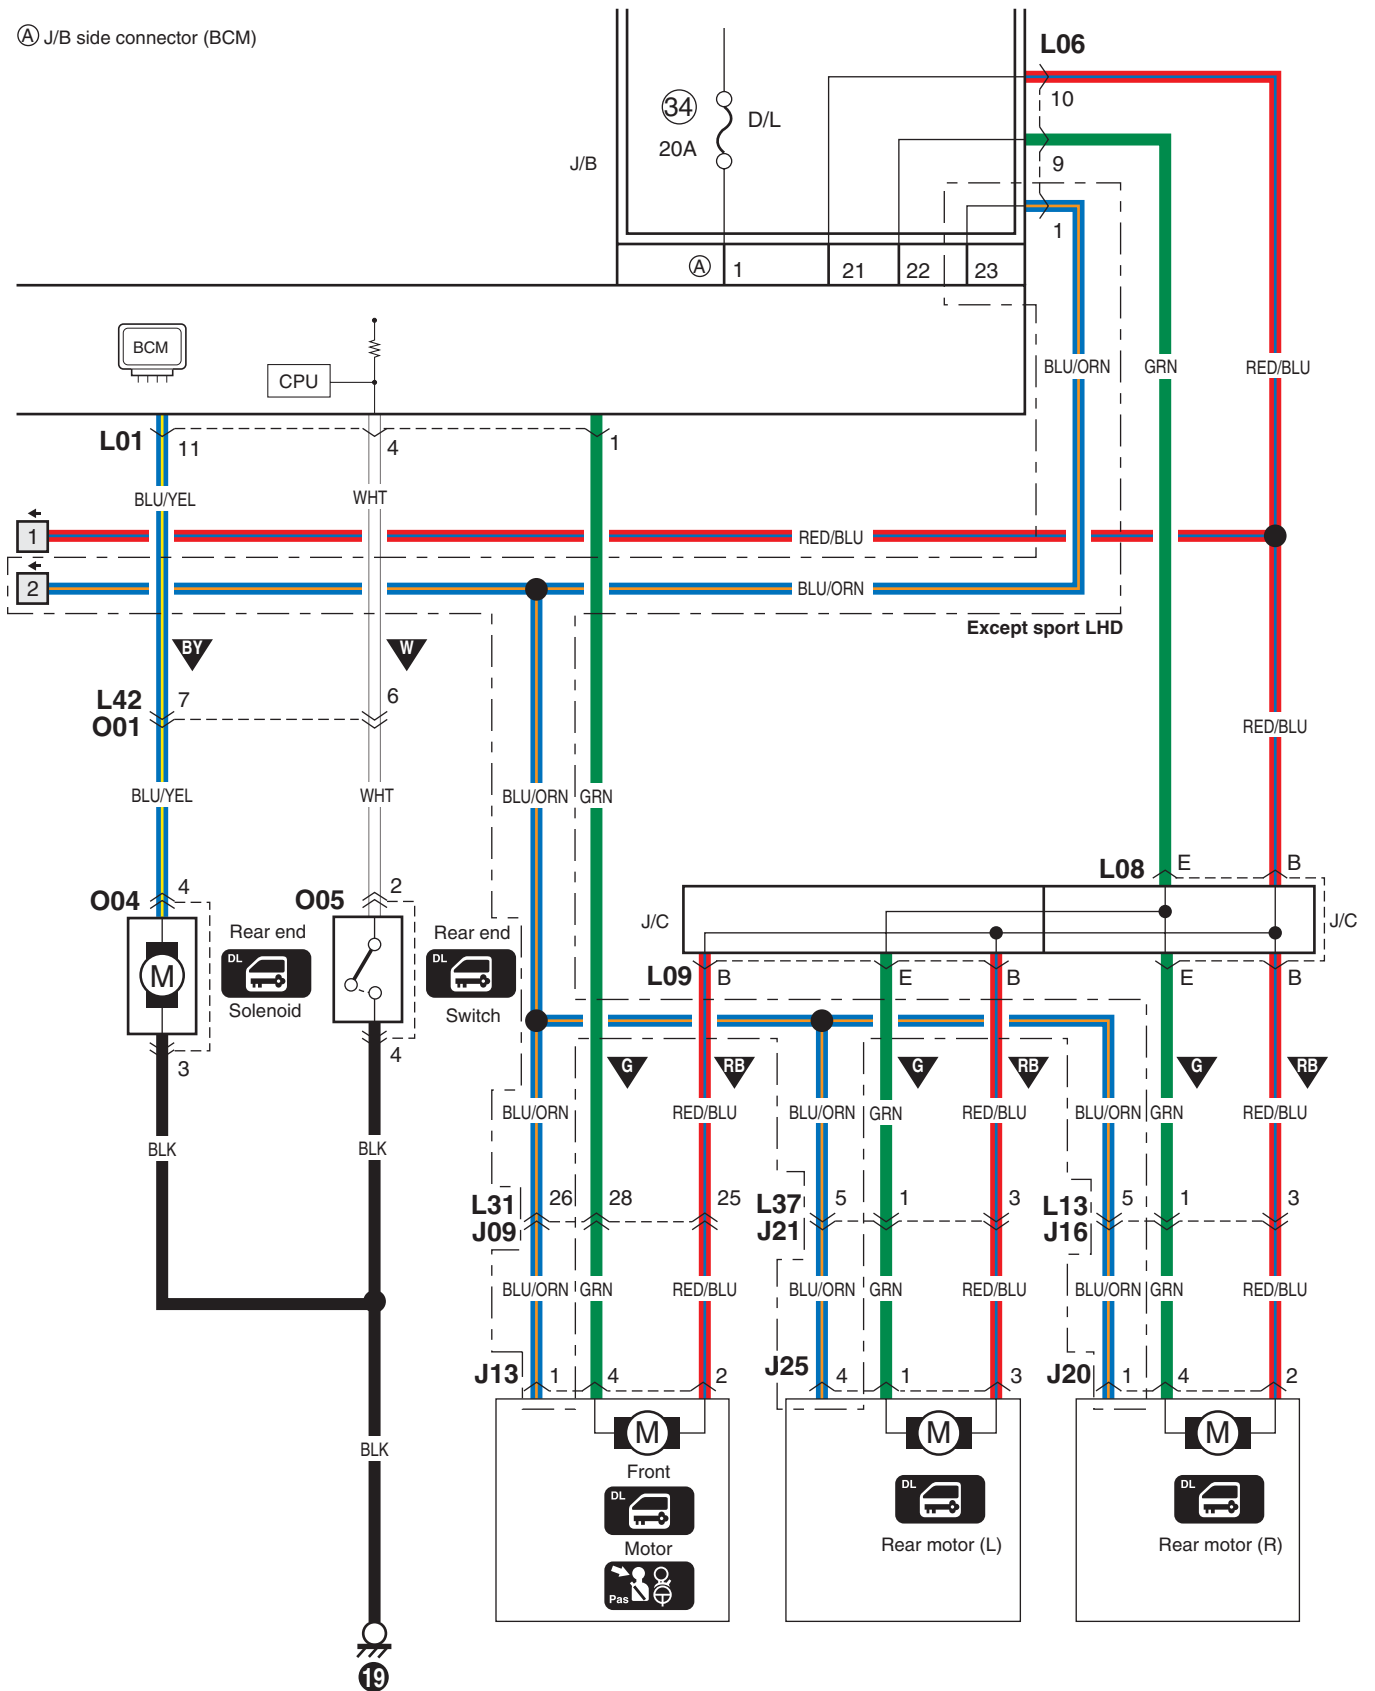 Ⓐ J/B side connector (BCM)
L06
34
D/L
20A
J/B
10
9
1
Ⓐ 1 21 22 23
BCM
CPU
BLU/ORN GRN RED/BLU
L01 11 4 1
BLU/YEL WHT
1 RED/BLU
2 BLU/ORN
Except sport LHD
BY W
L42 7 6
O01
RED/BLU
BLU/YEL WHT BLU/ORN GRN
L08 E B
O04 4 O05 2
J/C J/C
Rear end Rear end
M DL DL
Solenoid Switch
L09 B E B E B
3 4
G RB G RB G RB
BLU/ORN RED/BLU BLU/ORN GRN RED/BLU BLU/ORN GRN RED/BLU
BLK BLK
L31 26 28 25 L37 5 1 3 L13 5 1 3
J09 J21 J16
BLU/ORN GRN RED/BLU BLU/ORN GRN RED/BLU BLU/ORN GRN RED/BLU
J13 1 4 2 J25 4 1 3 J20 1 4 2
M M M
BLK
Front
DL DL DL
Motor Rear motor (L) Rear motor (R)
Pas
19